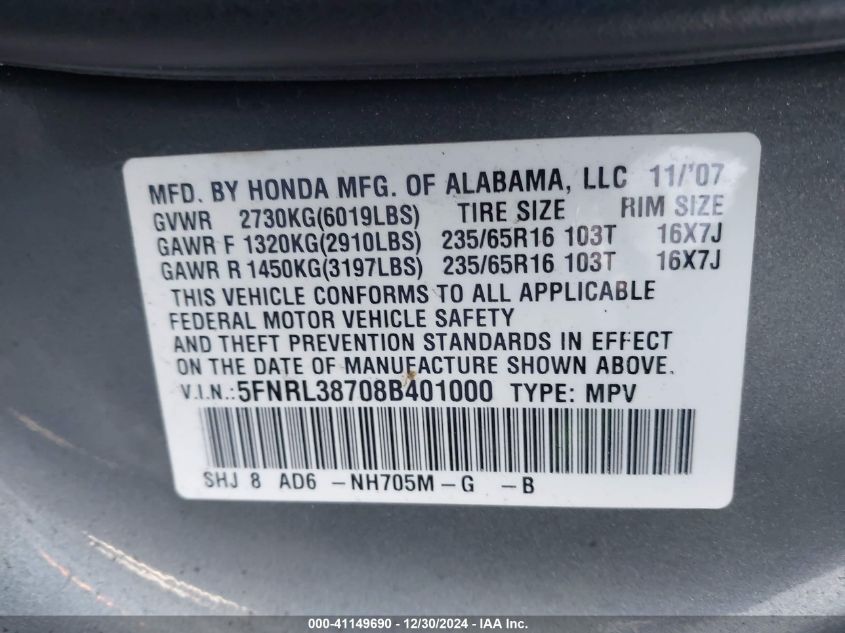 MFD. BY HONDA MFG. OF ALABAMA, LLC 11/'07
GVWR 2730KG(6019LBS) TIRE SIZE RIM SIZE
GAWR F 1320KG(2910LBS) 235/65R16 103T 16X7J
GAWR R 1450KG(3197LBS) 235/65R16 103T 16X7J
THIS VEHICLE CONFORMS TO ALL APPLICABLE
FEDERAL MOTOR VEHICLE SAFETY
AND THEFT PREVENTION STANDARDS IN EFFECT
ON THE DATE OF MANUFACTURE SHOWN ABOVE.
V.I.N.:5FNRL38708B401000 TYPE: MPV
SHJ 8 AD6 -NH705M-G -B
000-41149690 - 12/30/2024 - IAA Inc.